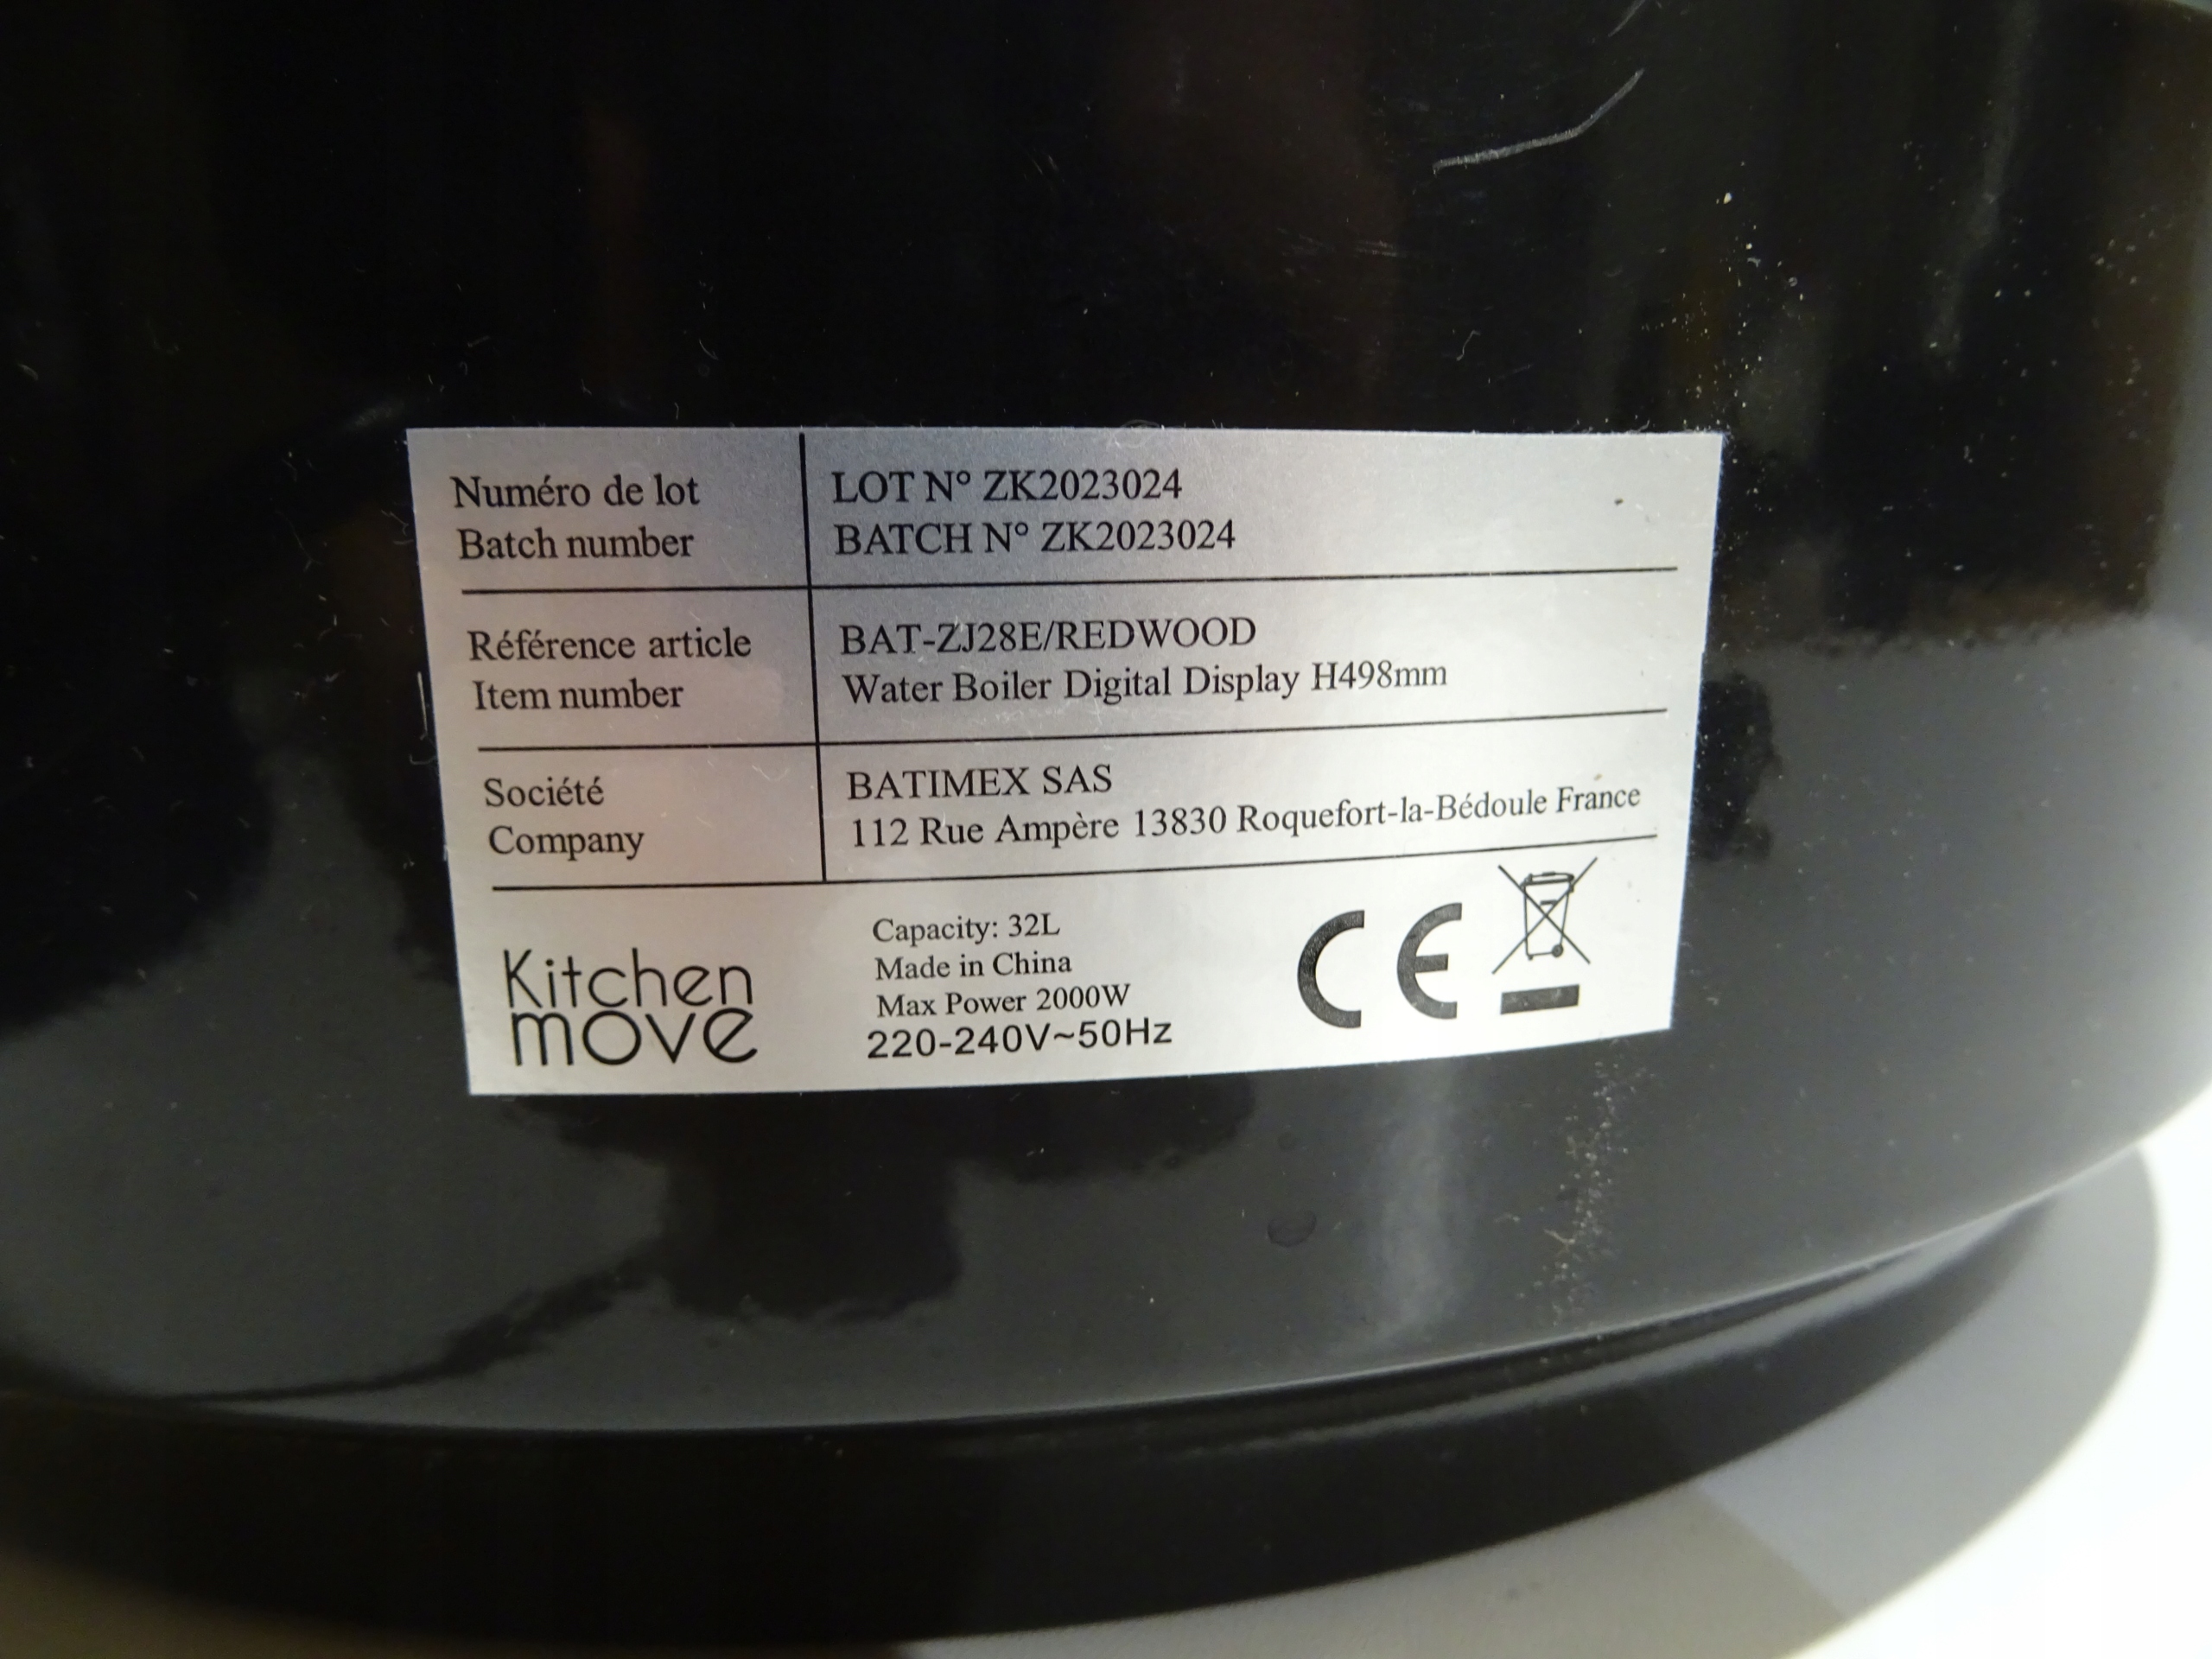 Numéro de lot
Batch number
LOT N° ZK2023024
BATCH N° ZK2023024
Référence article
Item number
BAT-ZJ28E/REDWOOD
Water Boiler Digital Display H498mm
Société
Company
BATIMEX SAS
112 Rue Ampère 13830 Roquefort-la-Bédoule France
Kitchen
move
Capacity: 32L
Made in China
Max Power 2000W
220-240V~50Hz
CE